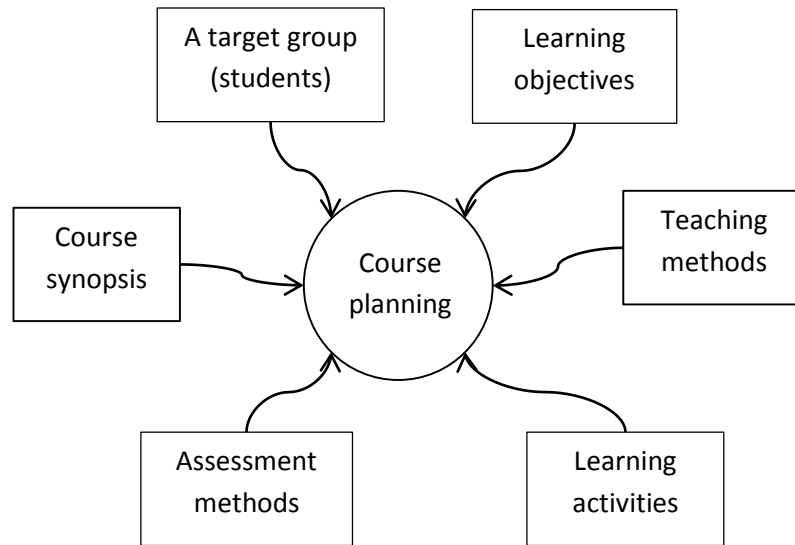 A target group
(students)
Learning
objectives
Course
synopsis
Course
planning
Teaching
methods
Assessment
methods
Learning
activities